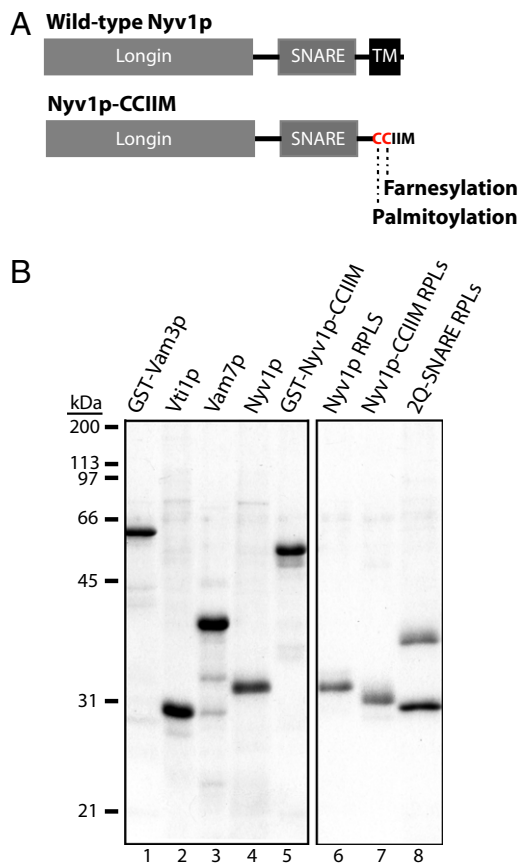 A
Wild-type Nyv1p
Longin SNARE TM
Nyv1p-CCIIM
Longin SNARE CCIIM
Farnesylation
Palmitoylation
B
kDa GST-Vam3p Vti1p Vam7p Nyv1p GST-Nyv1p-CCIIM Nyv1p RPLS Nyv1p-CCIIM RPLs 2Q-SNARE RPLs
200
113
97
66
45
31
21
1 2 3 4 5 6 7 8